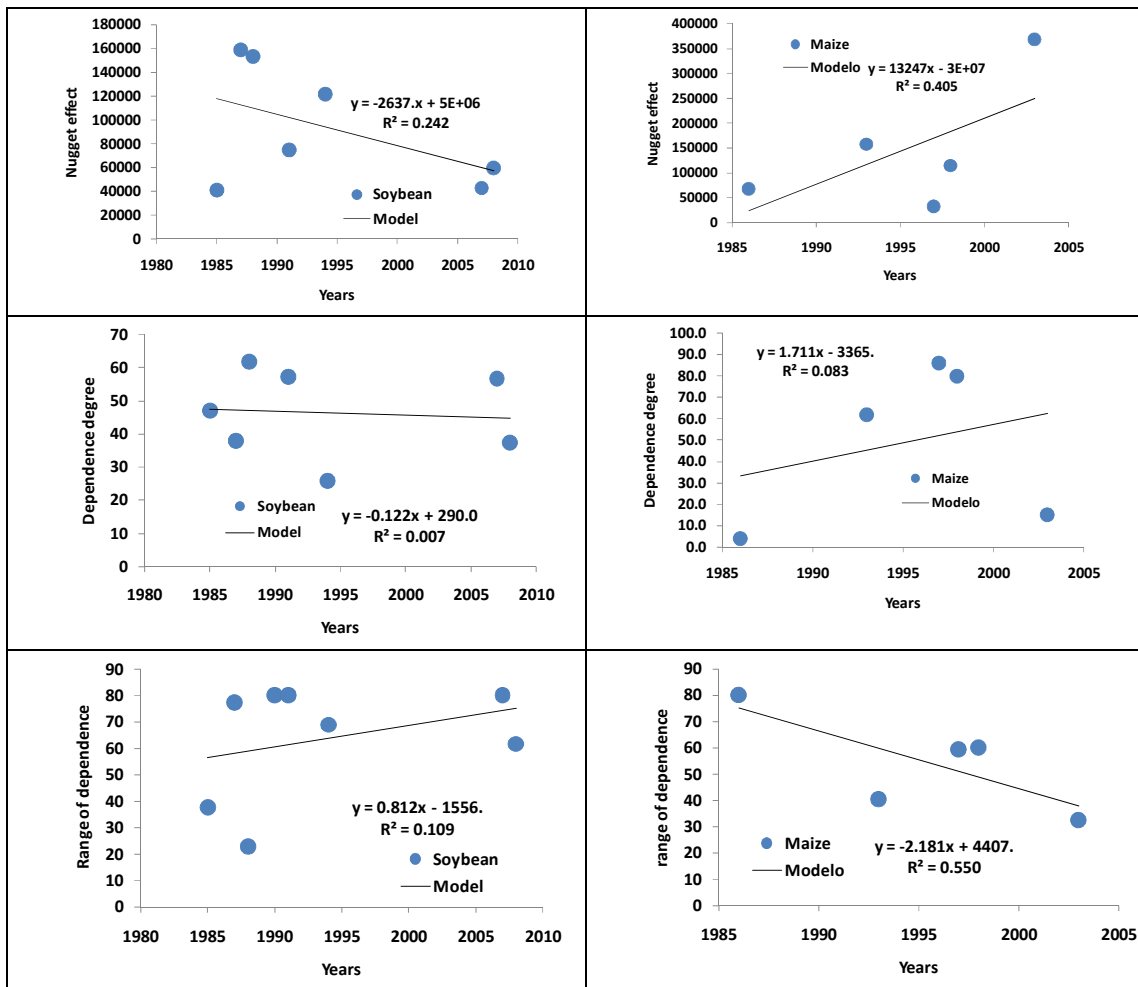 180000
160000
140000
120000
100000
80000
60000
40000
20000
0
Nugget effect
y = -2637.x + 5E+06
R² = 0.242
Soybean
Model
1980 1985 1990 1995 2000 2005 2010
Years
400000
350000
300000
250000
200000
150000
100000
50000
0
Nugget effect
Maize
Modelo
y = 13247x - 3E+07
R² = 0.405
1985 1990 1995 2000 2005
Years
70
60
50
40
30
20
10
0
Dependence degree
Soybean
Model
y = -0.122x + 290.0
R² = 0.007
1980 1985 1990 1995 2000 2005 2010
Years
100.0
90.0
80.0
70.0
60.0
50.0
40.0
30.0
20.0
10.0
0.0
Dependence degree
y = 1.711x - 3365.
R² = 0.083
Maize
Modelo
1985 1990 1995 2000 2005
Years
90
80
70
60
50
40
30
20
10
0
Range of dependence
y = 0.812x - 1556.
R² = 0.109
Soybean
Model
1980 1985 1990 1995 2000 2005 2010
Years
90
80
70
60
50
40
30
20
10
0
range of dependence
Maize
Modelo
y = -2.181x + 4407.
R² = 0.550
1985 1990 1995 2000 2005
Years